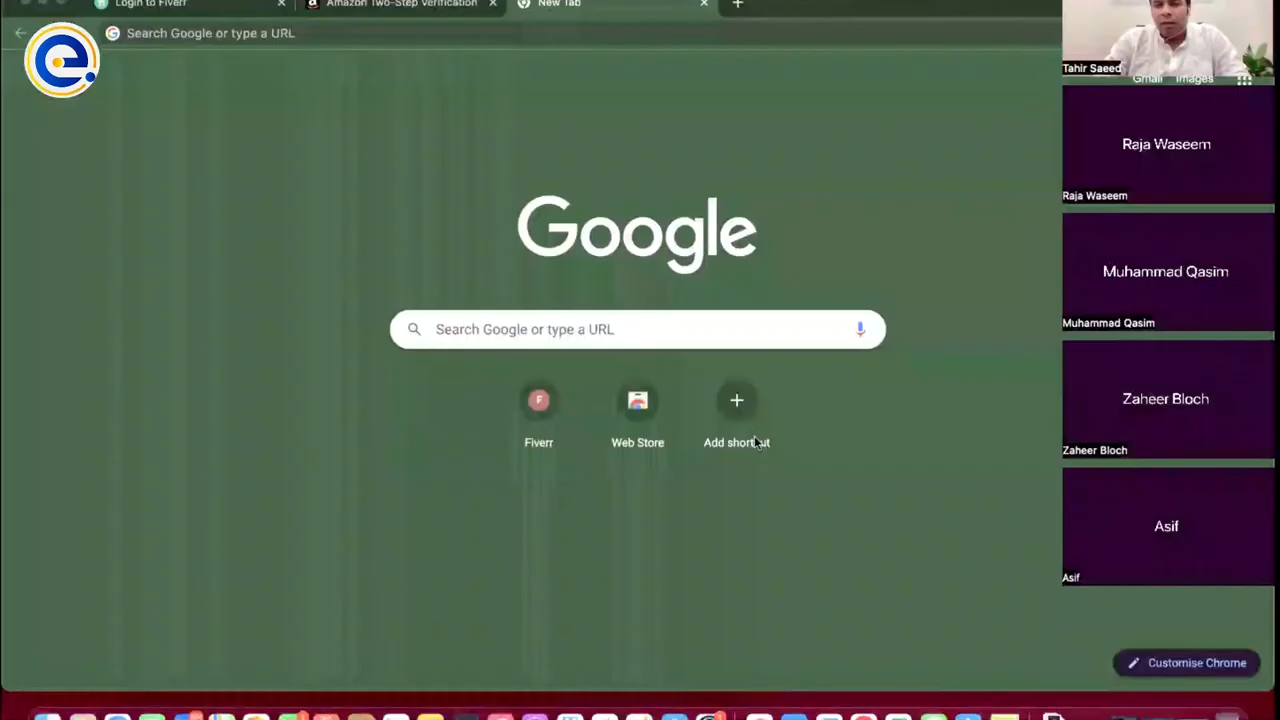 Login to Fiverr
Amazon Two-Step Verification
New Tab
Search Google or type a URL
Tahir Saeed
Gmail
Images
Google
Search Google or type a URL
Fiverr
Web Store
Add shortcut
Raja Waseem
Raja Waseem
Muhammad Qasim
Muhammad Qasim
Zaheer Bloch
Zaheer Bloch
Asif
Asif
Customise Chrome